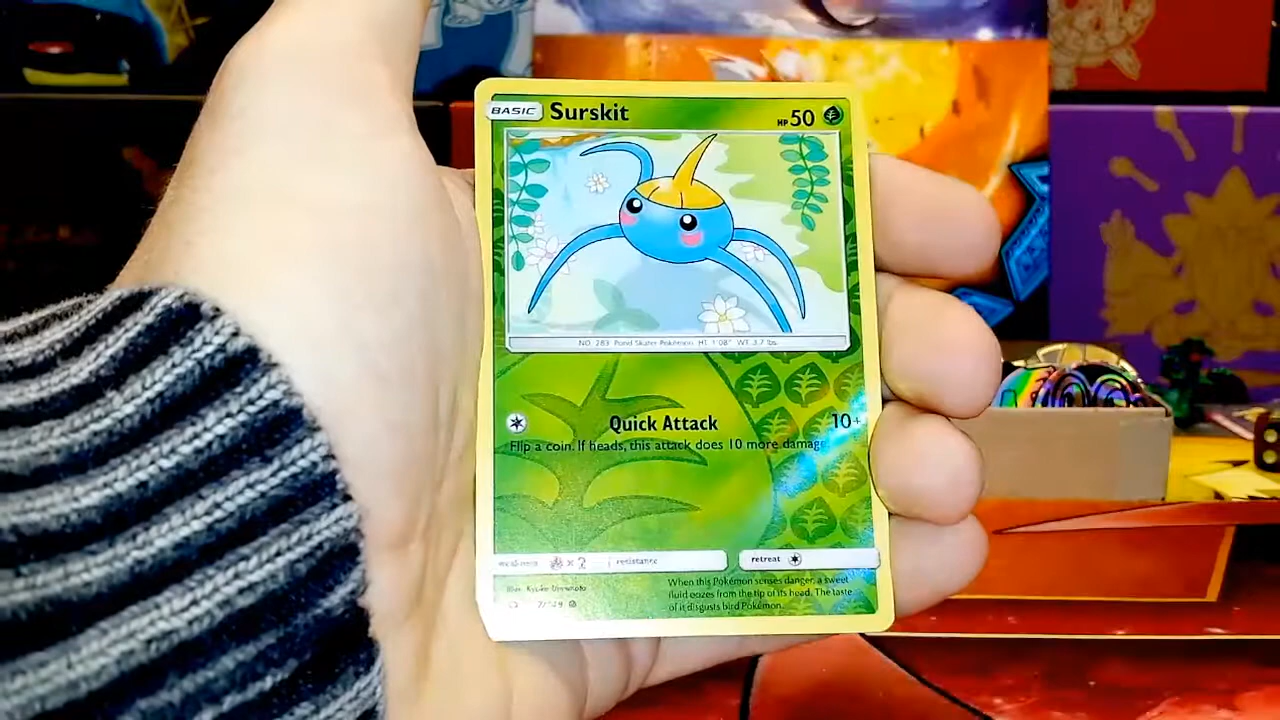 BASIC Surskit HP 50
NO. 283 Pond Skater Pokémon HT: 1'08" WT: 3.7 lbs.
Quick Attack 10+
Flip a coin. If heads, this attack does 10 more damage.
weakness × 2 resistance retreat
Illus.
When this Pokémon senses danger, a sweet
fluid oozes from the tip of its head. The taste
of it disgusts bird Pokémon.